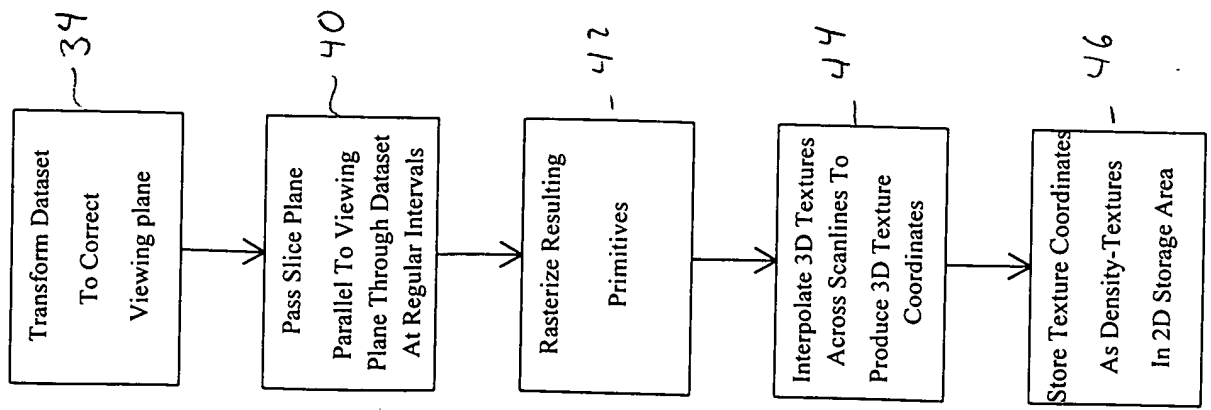 Transform Dataset
To Correct
Viewing plane
34
Pass Slice Plane
Parallel To Viewing
Plane Through Dataset
At Regular Intervals
40
Rasterize Resulting
Primitives
42
Interpolate 3D Textures
Across Scanlines To
Produce 3D Texture
Coordinates
44
Store Texture Coordinates
As Density-Textures
In 2D Storage Area
46